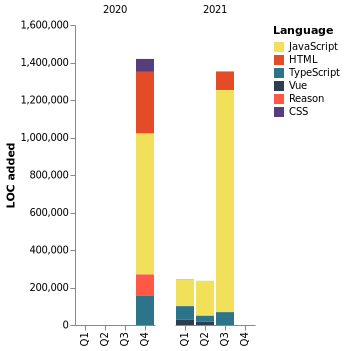 2020
2021
LOC added
1,600,000
1,400,000
1,200,000
1,000,000
800,000
600,000
400,000
200,000
0
Q1
Q2
Q3
Q4
Q1
Q2
Q3
Q4
Language
JavaScript
HTML
TypeScript
Vue
Reason
CSS